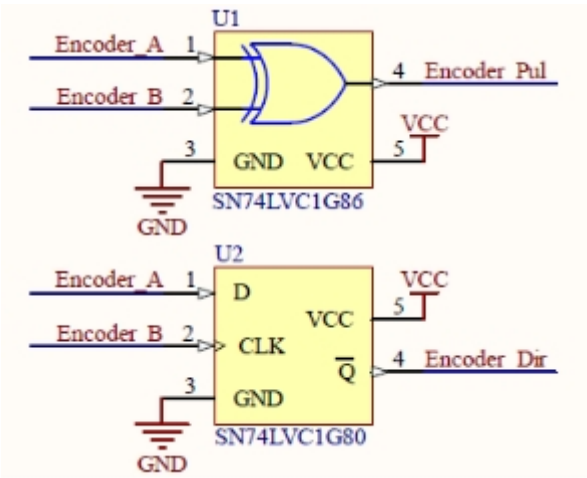 U1
Encoder_A 1
4 Encoder_Pul
Encoder_B 2
VCC
3 GND VCC 5
SN74LVC1G86
GND
U2
Encoder_A 1 D
VCC
VCC 5
Encoder_B 2 CLK
Q 4 Encoder_Dir
3 GND
SN74LVC1G80
GND